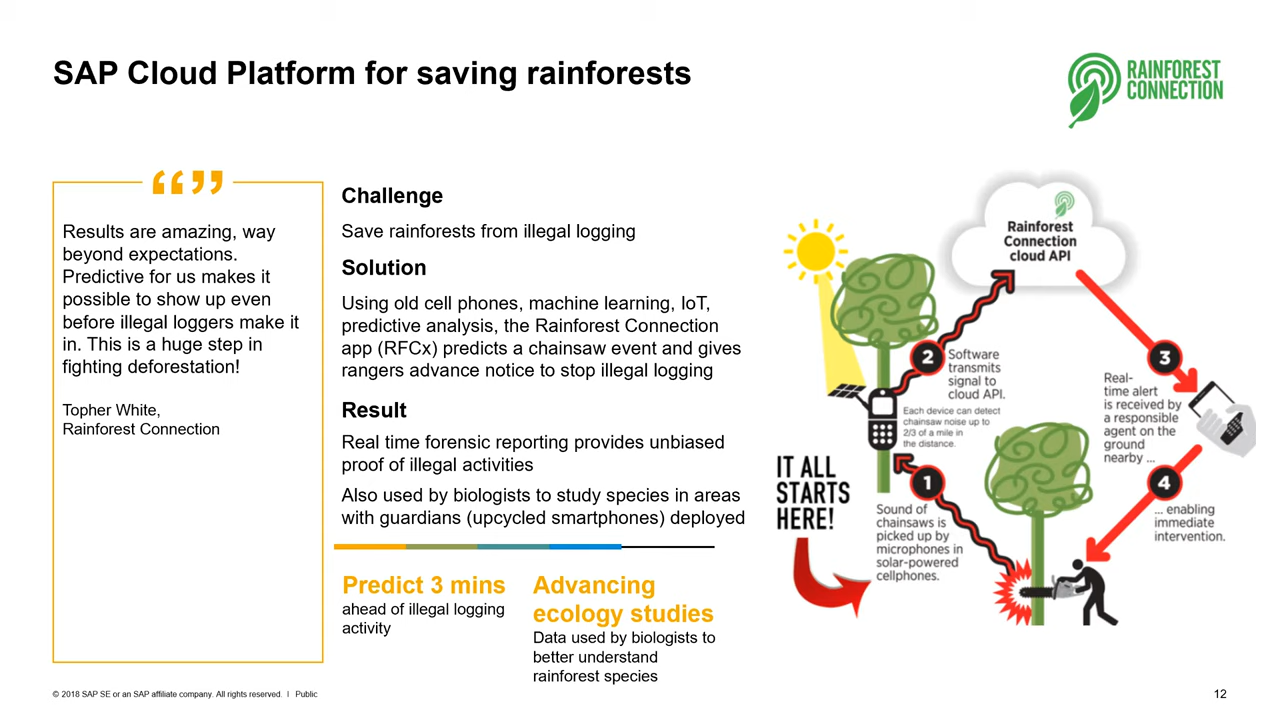 SAP Cloud Platform for saving rainforests
RAINFOREST
CONNECTION
“”
Results are amazing, way
beyond expectations.
Predictive for us makes it
possible to show up even
before illegal loggers make it
in. This is a huge step in
fighting deforestation!
Topher White,
Rainforest Connection
Challenge
Save rainforests from illegal logging
Solution
Using old cell phones, machine learning, IoT,
predictive analysis, the Rainforest Connection
app (RFCx) predicts a chainsaw event and gives
rangers advance notice to stop illegal logging
Result
Real time forensic reporting provides unbiased
proof of illegal activities
Also used by biologists to study species in areas
with guardians (upcycled smartphones) deployed
Predict 3 mins
ahead of illegal logging
activity
Advancing
ecology studies
Data used by biologists to
better understand
rainforest species
IT ALL
STARTS
HERE!
1
Sound of
chainsaws is
picked up by
microphones in
solar-powered
cellphones.
2
Software
transmits
signal to
cloud API.
Each device can detect
chainsaw noise up to
2/3 of a mile in
the distance.
Rainforest
Connection
cloud API
3
Real-
time alert
is received by
a responsible
agent on the
ground
nearby ...
4
... enabling
immediate
intervention.
© 2018 SAP SE or an SAP affiliate company. All rights reserved. | Public
12